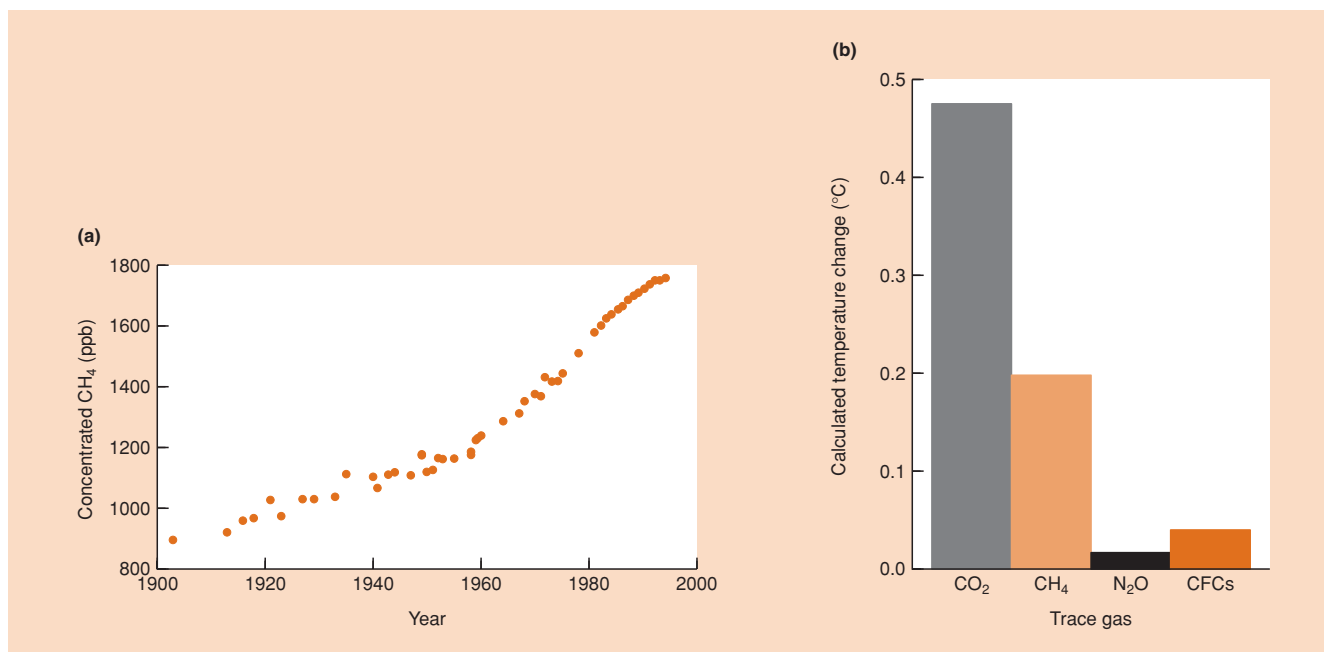 (a)
Concentrated CH₄ (ppb)
1800
1600
1400
1200
1000
800
1900 1920 1940 1960 1980 2000
Year
(b)
Calculated temperature change (°C)
0.5
0.4
0.3
0.2
0.1
0.0
CO₂ CH₄ N₂O CFCs
Trace gas